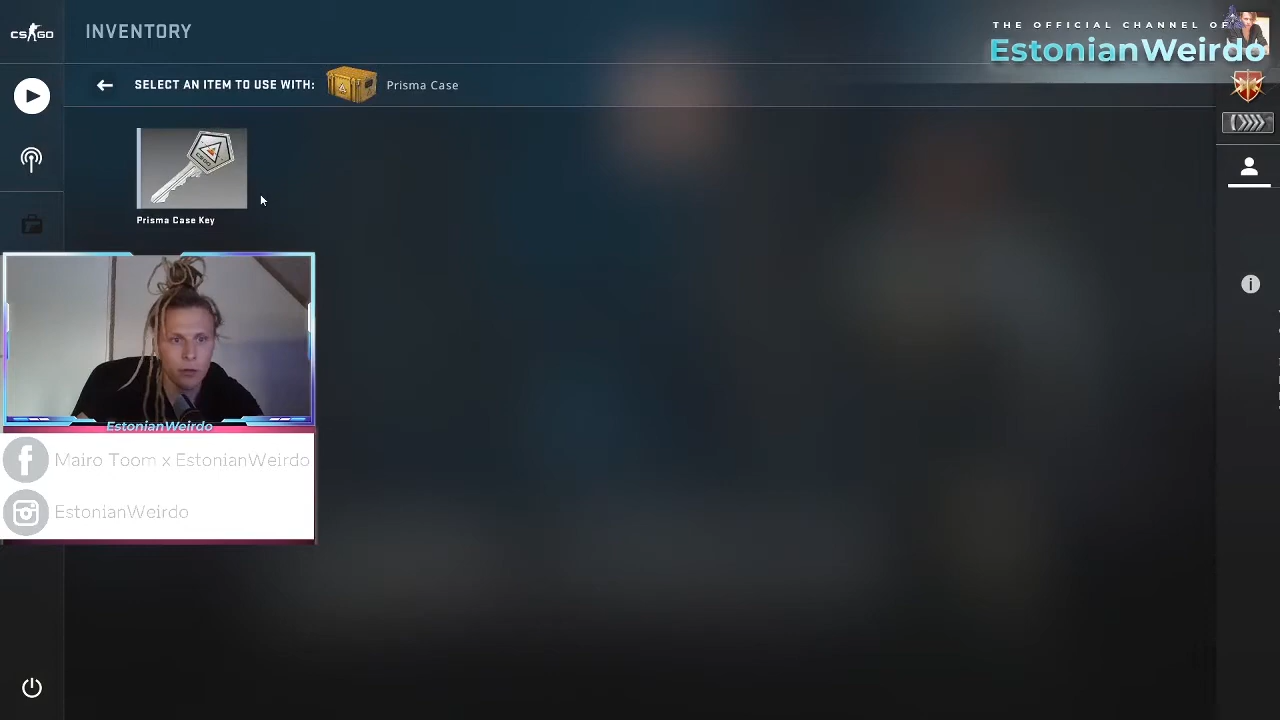 CS GO
INVENTORY
THE OFFICIAL CHANNEL OF
EstonianWeirdo
SELECT AN ITEM TO USE WITH: Prisma Case
Prisma Case Key
EstonianWeirdo
Mairo Toom x EstonianWeirdo
EstonianWeirdo